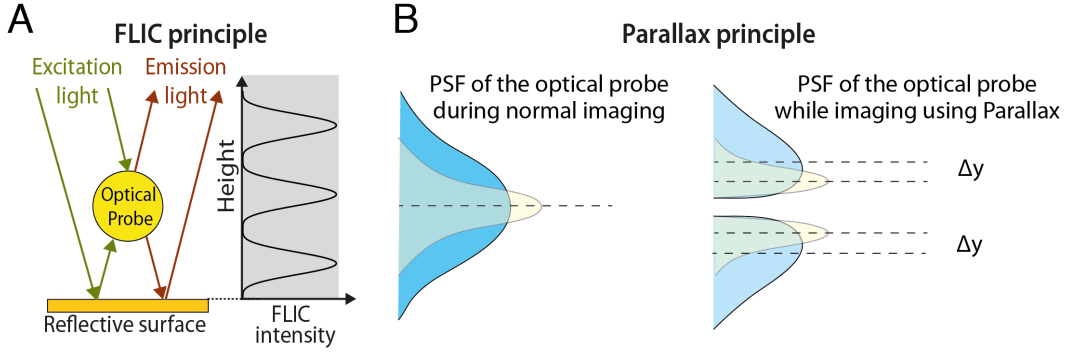 A
FLIC principle
Excitation
light
Emission
light
Optical
Probe
Height
Reflective surface
FLIC
intensity
B
Parallax principle
PSF of the optical probe
during normal imaging
PSF of the optical probe
while imaging using Parallax
Δy
Δy